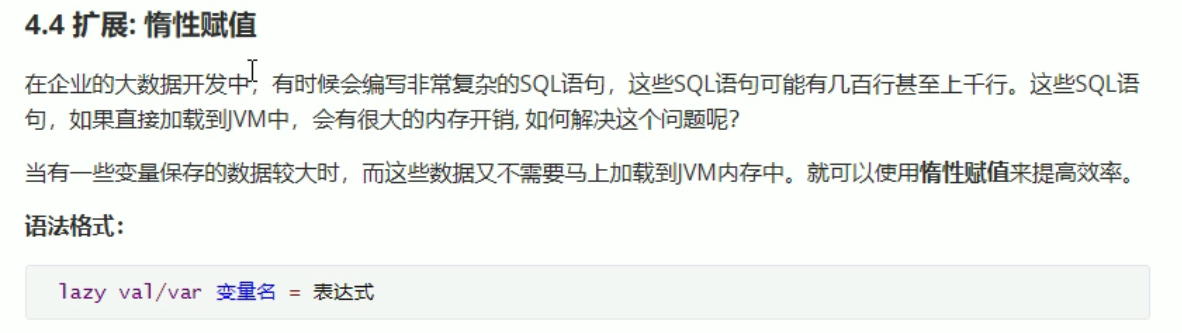 4.4 扩展: 惰性赋值
在企业的大数据开发中，有时候会编写非常复杂的SQL语句，这些SQL语句可能有几百行甚至上千行。这些SQL语
句，如果直接加载到JVM中，会有很大的内存开销, 如何解决这个问题呢?
当有一些变量保存的数据较大时，而这些数据又不需要马上加载到JVM内存中。就可以使用惰性赋值来提高效率。
语法格式：
lazy val/var 变量名 = 表达式